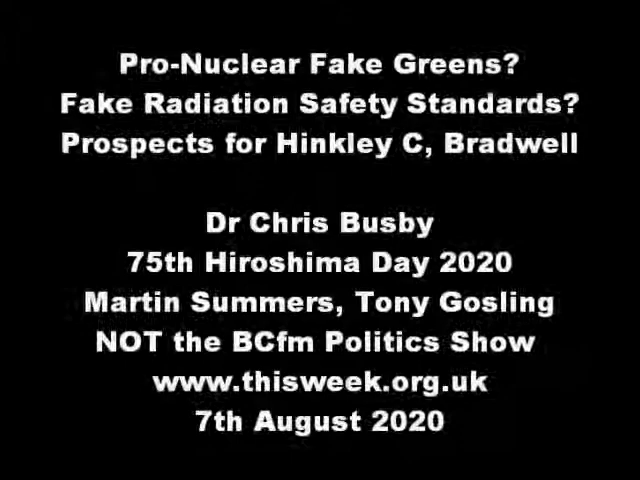 Pro-Nuclear Fake Greens?
Fake Radiation Safety Standards?
Prospects for Hinkley C, Bradwell
Dr Chris Busby
75th Hiroshima Day 2020
Martin Summers, Tony Gosling
NOT the BCfm Politics Show
www.thisweek.org.uk
7th August 2020